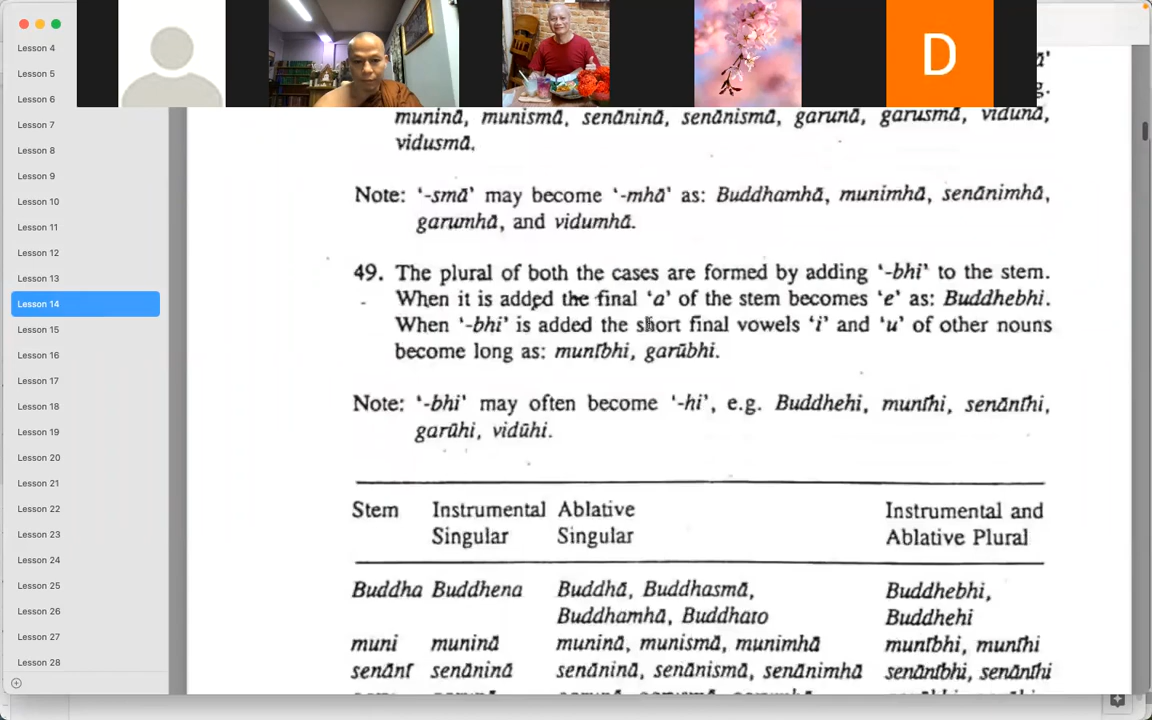 Lesson 4
Lesson 5
Lesson 6
Lesson 7
Lesson 8
Lesson 9
Lesson 10
Lesson 11
Lesson 12
Lesson 13
Lesson 14
Lesson 15
Lesson 16
Lesson 17
Lesson 18
Lesson 19
Lesson 20
Lesson 21
Lesson 22
Lesson 23
Lesson 24
Lesson 25
Lesson 26
Lesson 27
Lesson 28
D
muninā, munismā, senāninā, senānismā, garunā, garusmā, vidunā,
vidusmā.
Note: ‘-smā’ may become ‘-mhā’ as: Buddhamhā, munimhā, senānimhā,
garumhā, and vidumhā.
49. The plural of both the cases are formed by adding ‘-bhi’ to the stem.
When it is added the final ‘a’ of the stem becomes ‘e’ as: Buddhebhi.
When ‘-bhi’ is added the short final vowels ‘i’ and ‘u’ of other nouns
become long as: munībhi, garūbhi.
Note: ‘-bhi’ may often become ‘-hi’, e.g. Buddhehi, munīhi, senānīhi,
garūhi, vidūhi.
Stem Instrumental Ablative Instrumental and
Singular Singular Ablative Plural
Buddha Buddhena Buddhā, Buddhasmā, Buddhebhi,
Buddhamhā, Buddhato Buddhehi
muni muninā muninā, munismā, munimhā munībhi, munīhi
senānī senāninā senāninā, senānismā, senānimhā senānībhi, senānīhi